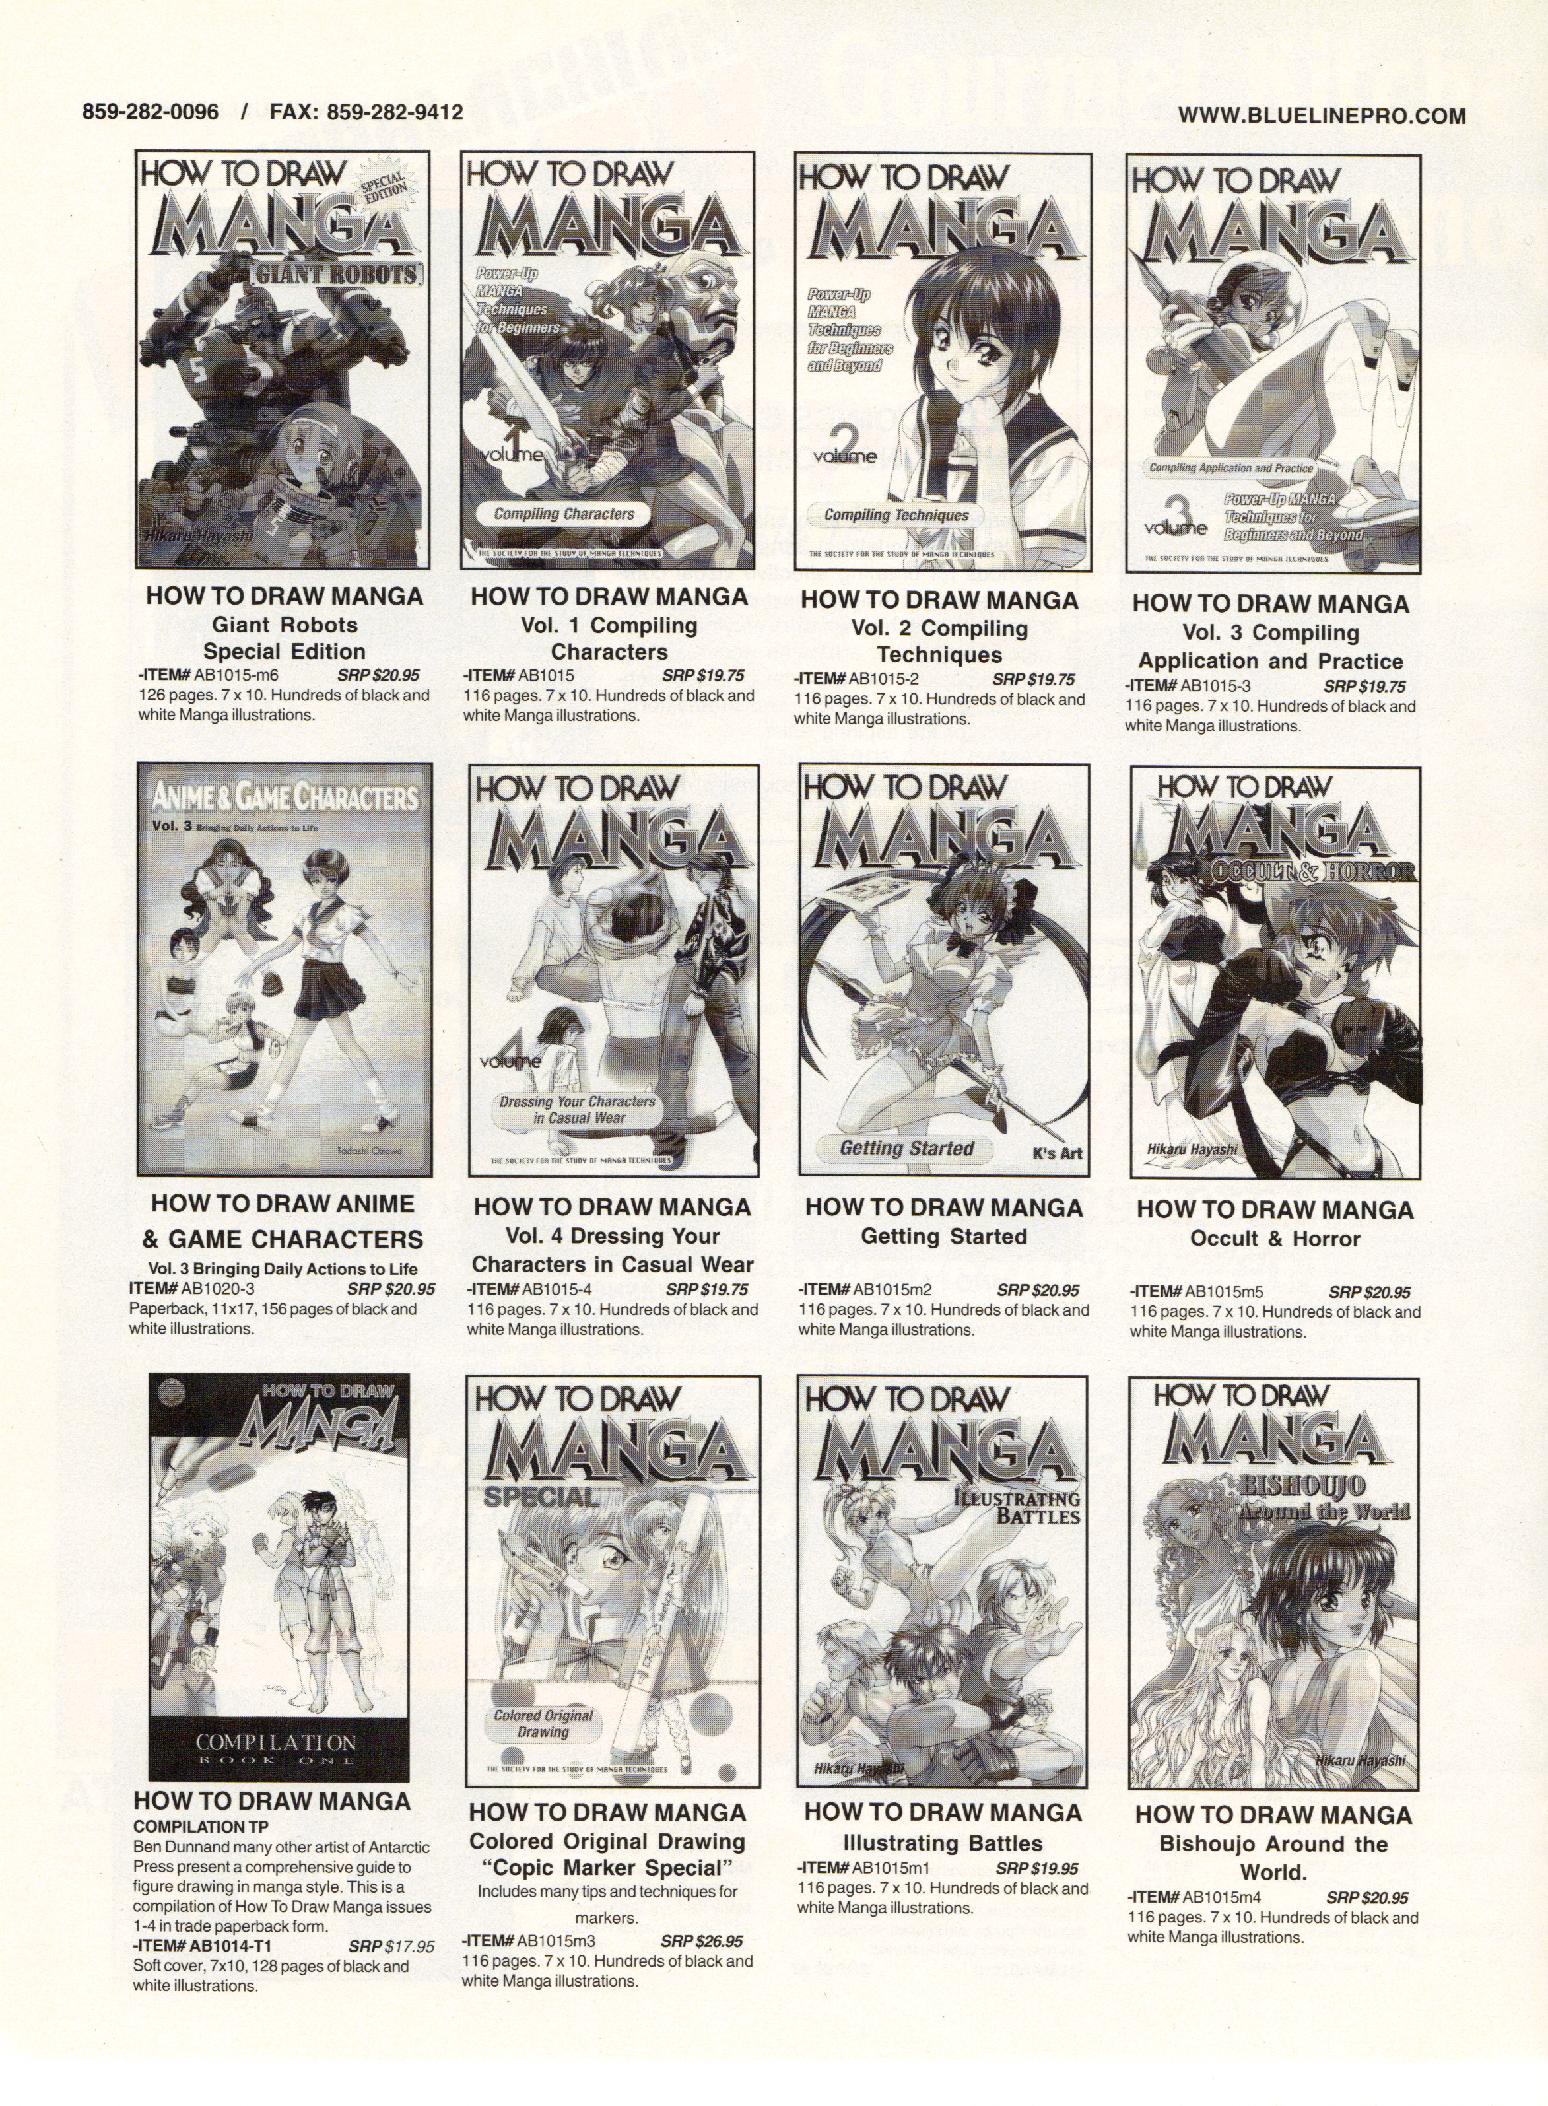 859-282-0096 / FAX: 859-282-9412
WWW.BLUELINEPRO.COM
HOW TO DRAW
MANGA
SPECIAL
EDITION
GIANT ROBOTS
Hikaru Hayashi
HOW TO DRAW MANGA
Giant Robots
Special Edition
-ITEM# AB1015-m6 SRP $20.95
126 pages. 7 x 10. Hundreds of black and
white Manga illustrations.
HOW TO DRAW
MANGA
Power-Up
MANGA
Techniques
for Beginners
1
volume
Compiling Characters
THE SOCIETY FOR THE STUDY OF MANGA TECHNIQUES
HOW TO DRAW MANGA
Vol. 1 Compiling
Characters
-ITEM# AB1015 SRP $19.75
116 pages. 7 x 10. Hundreds of black and
white Manga illustrations.
HOW TO DRAW
MANGA
Power-Up
MANGA
Techniques
for Beginners
and Beyond
2
volume
Compiling Techniques
THE SOCIETY FOR THE STUDY OF MANGA TECHNIQUES
HOW TO DRAW MANGA
Vol. 2 Compiling
Techniques
-ITEM# AB1015-2 SRP $19.75
116 pages. 7 x 10. Hundreds of black and
white Manga illustrations.
HOW TO DRAW
MANGA
Compiling Application and Practice
3
volume
Power-Up MANGA
Techniques for
Beginners and Beyond
THE SOCIETY FOR THE STUDY OF MANGA TECHNIQUES
HOW TO DRAW MANGA
Vol. 3 Compiling
Application and Practice
-ITEM# AB1015-3 SRP $19.75
116 pages. 7 x 10. Hundreds of black and
white Manga illustrations.
ANIME & GAME CHARACTERS
Vol. 3 Bringing Daily Actions to Life
Tadashi Ozawa
HOW TO DRAW ANIME
& GAME CHARACTERS
Vol. 3 Bringing Daily Actions to Life
ITEM# AB1020-3 SRP $20.95
Paperback, 11x17, 156 pages of black and
white illustrations.
HOW TO DRAW
MANGA
4
volume
Dressing Your Characters
in Casual Wear
THE SOCIETY FOR THE STUDY OF MANGA TECHNIQUES
HOW TO DRAW MANGA
Vol. 4 Dressing Your
Characters in Casual Wear
-ITEM# AB1015-4 SRP $19.75
116 pages. 7 x 10. Hundreds of black and
white Manga illustrations.
HOW TO DRAW
MANGA
Getting Started
K's Art
HOW TO DRAW MANGA
Getting Started
-ITEM# AB1015m2 SRP $20.95
116 pages. 7 x 10. Hundreds of black and
white Manga illustrations.
HOW TO DRAW
MANGA
OCCULT & HORROR
Hikaru Hayashi
HOW TO DRAW MANGA
Occult & Horror
-ITEM# AB1015m5 SRP $20.95
116 pages. 7 x 10. Hundreds of black and
white Manga illustrations.
HOW TO DRAW
MANGA
COMPILATION
BOOK ONE
HOW TO DRAW MANGA
COMPILATION TP
Ben Dunnand many other artist of Antarctic
Press present a comprehensive guide to
figure drawing in manga style. This is a
compilation of How To Draw Manga issues
1-4 in trade paperback form.
-ITEM# AB1014-T1 SRP $17.95
Soft cover, 7x10, 128 pages of black and
white illustrations.
HOW TO DRAW
MANGA
SPECIAL
Colored Original
Drawing
THE SOCIETY FOR THE STUDY OF MANGA TECHNIQUES
HOW TO DRAW MANGA
Colored Original Drawing
“Copic Marker Special”
Includes many tips and techniques for
markers.
-ITEM# AB1015m3 SRP $26.95
116 pages. 7 x 10. Hundreds of black and
white Manga illustrations.
HOW TO DRAW
MANGA
ILLUSTRATING
BATTLES
Hikaru Hayashi
HOW TO DRAW MANGA
Illustrating Battles
-ITEM# AB1015m1 SRP $19.95
116 pages. 7 x 10. Hundreds of black and
white Manga illustrations.
HOW TO DRAW
MANGA
BISHOUJO
Around the World
Hikaru Hayashi
HOW TO DRAW MANGA
Bishoujo Around the
World.
-ITEM# AB1015m4 SRP $20.95
116 pages. 7 x 10. Hundreds of black and
white Manga illustrations.